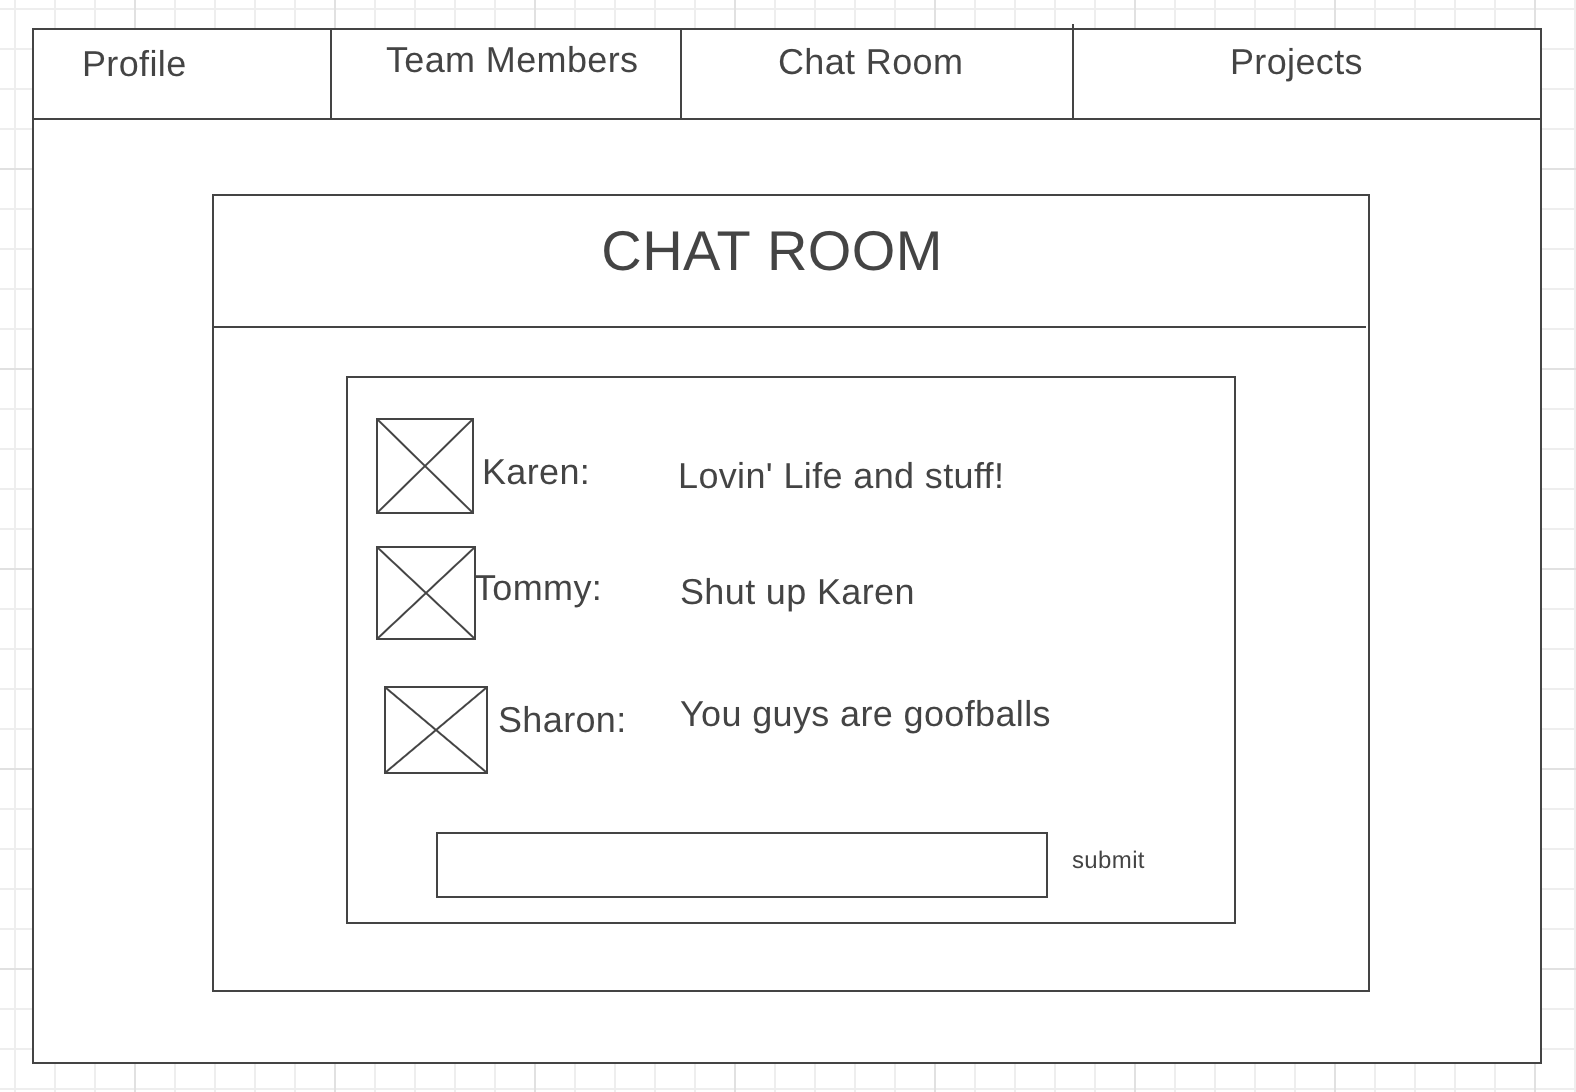 Profile Team Members Chat Room Projects
CHAT ROOM
Karen: Lovin' Life and stuff!
Tommy: Shut up Karen
Sharon: You guys are goofballs
submit